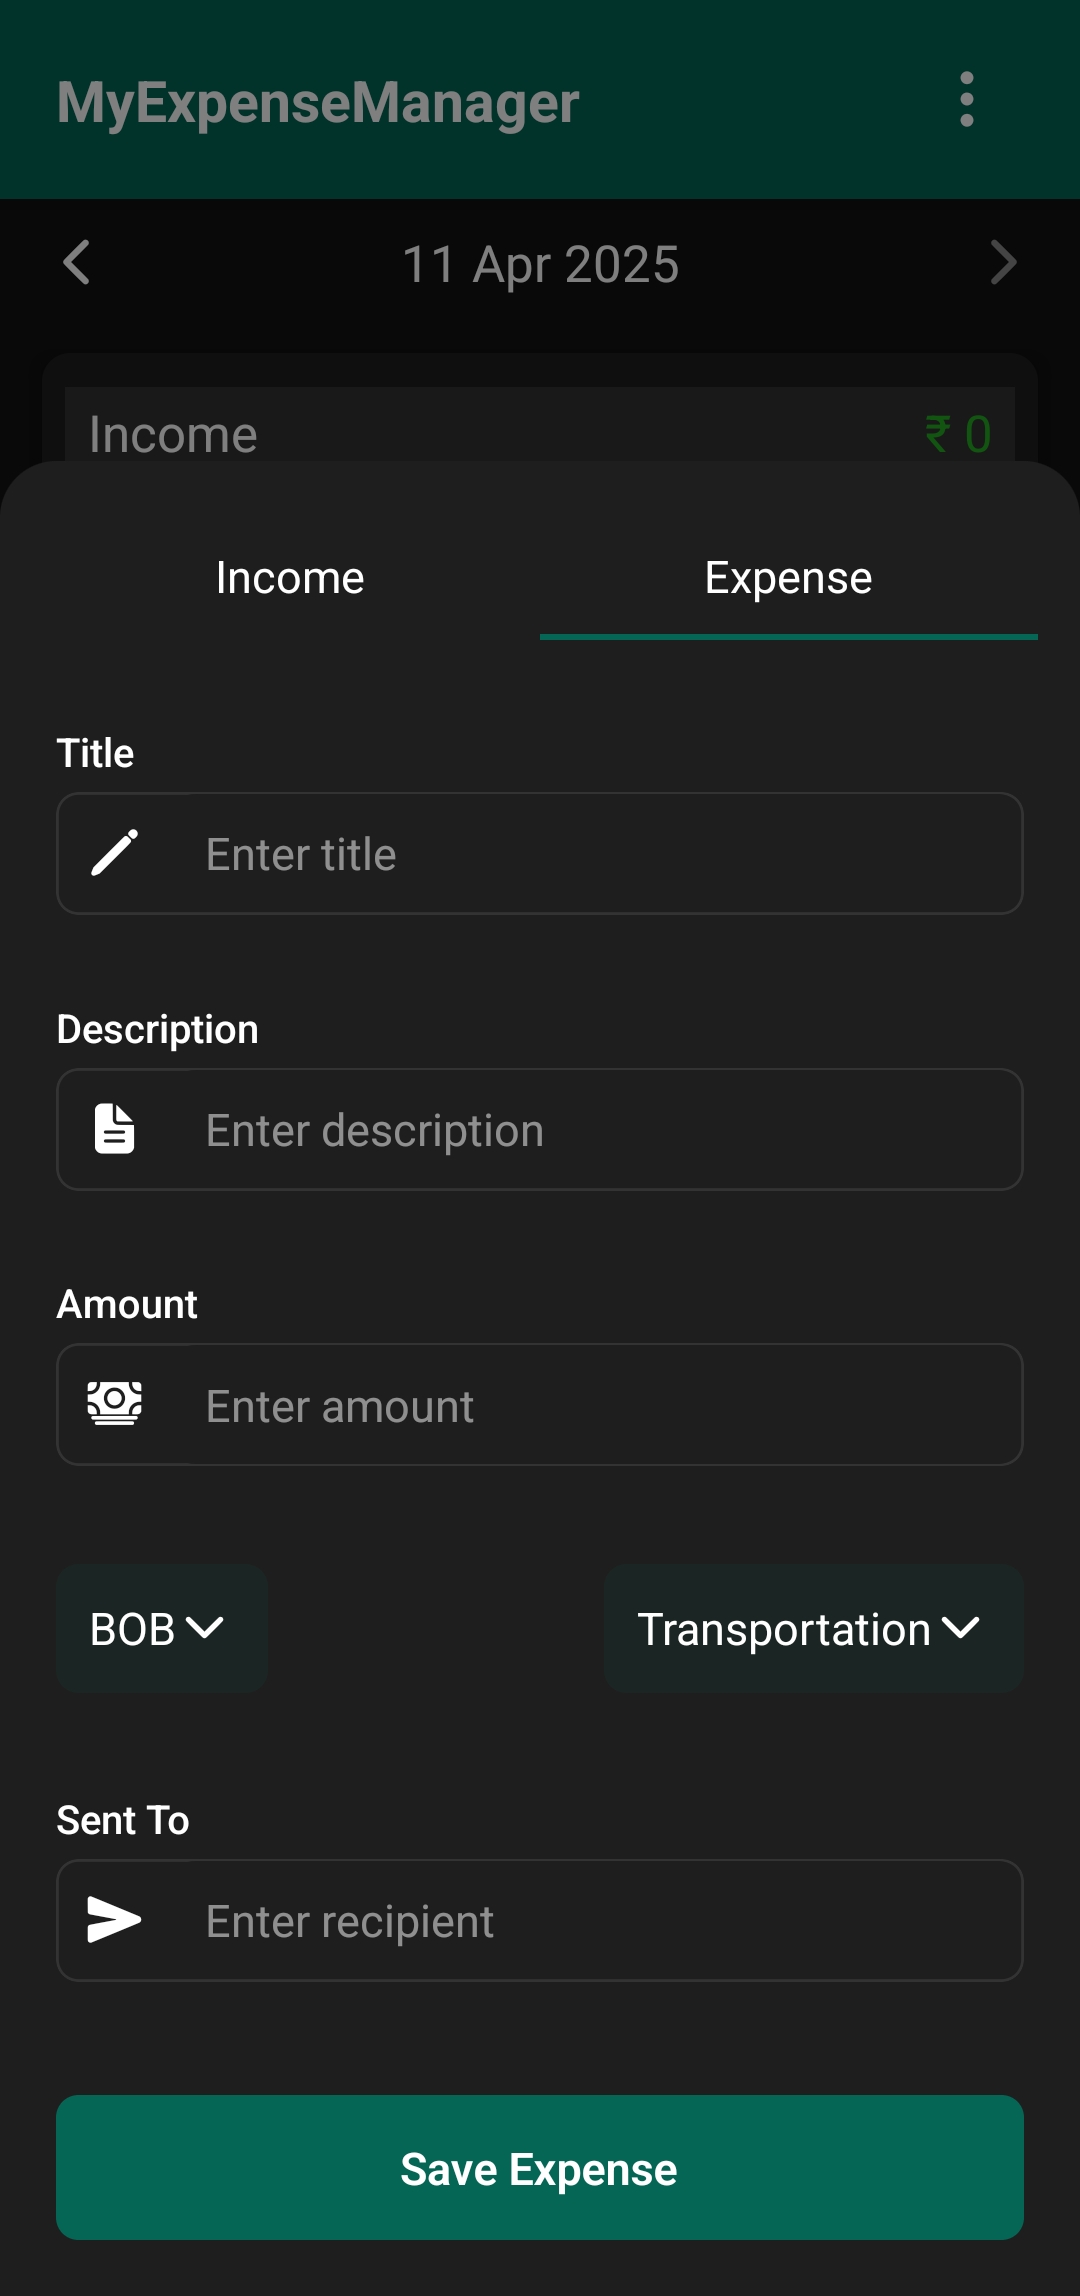 MyExpenseManager
11 Apr 2025
Income ₹ 0
Income Expense
Title
Enter title
Description
Enter description
Amount
Enter amount
BOB Transportation
Sent To
Enter recipient
Save Expense